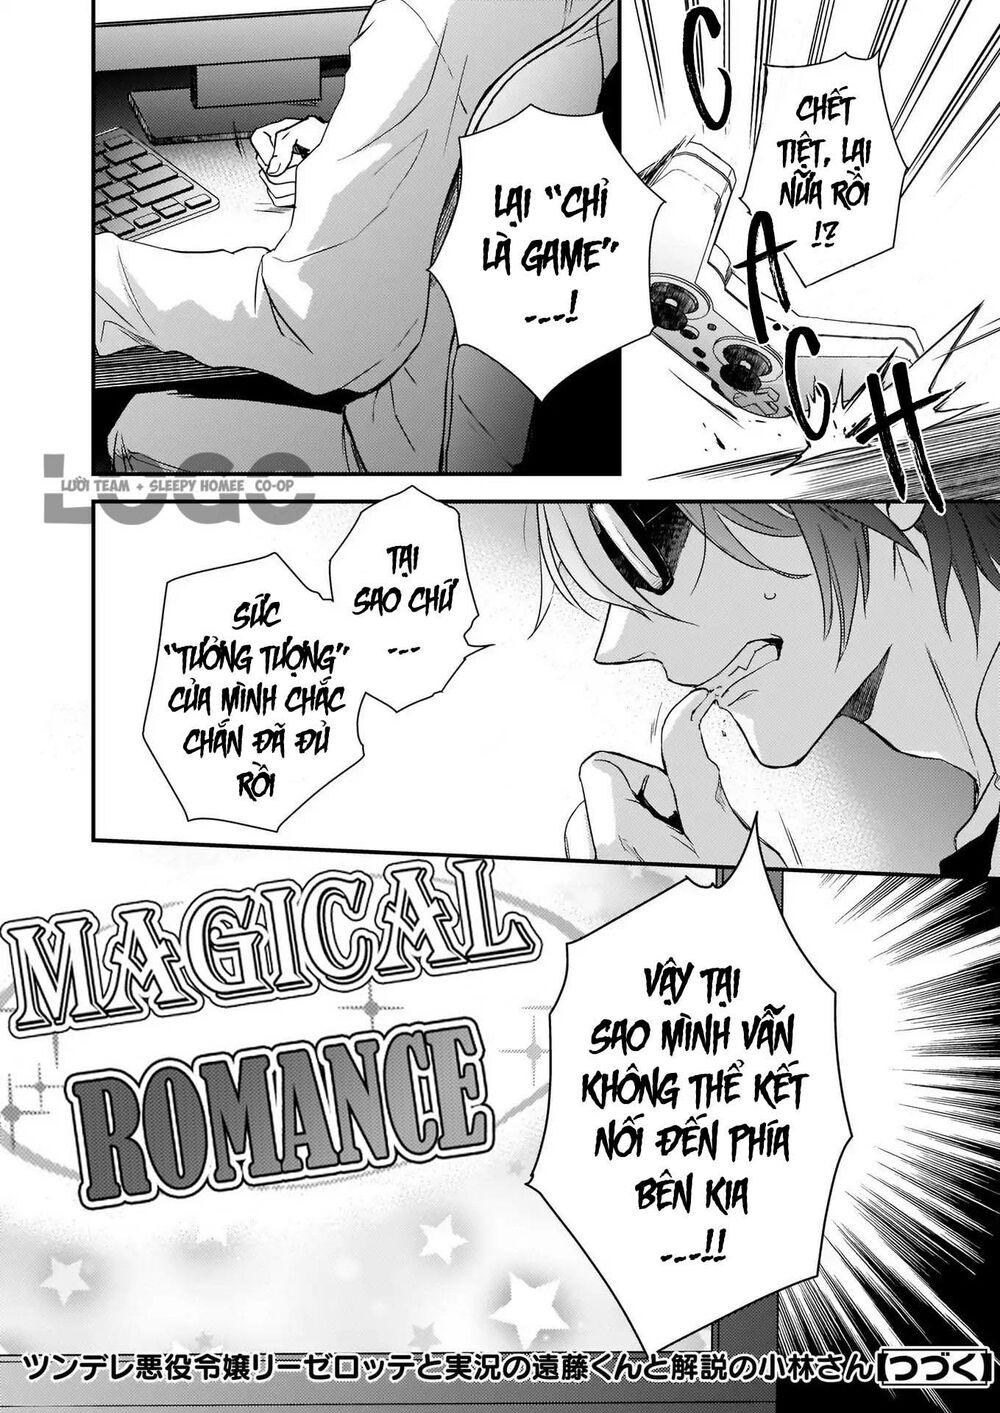 CHẾT
TIỆT, LẠI
NỮA RỒI
!?
CẠCH
LẠI "CHỈ
LÀ GAME"
----!
LOGO
LƯỜI TEAM + SLEEPY HOMEE CO-OP
TẠI
SAO CHỨ
---
SỨC
"TƯỞNG TƯỢNG"
CỦA MÌNH CHẮC
CHẮN ĐÃ ĐỦ
RỒI
VẬY TẠI
SAO MÌNH VẪN
KHÔNG THỂ KẾT
NỐI ĐẾN PHÍA
BÊN KIA
----!!
MAGICAL
ROMANCE
ツンデレ悪役令嬢リーゼロッテと実況の遠藤くんと解説の小林さん【つづく】